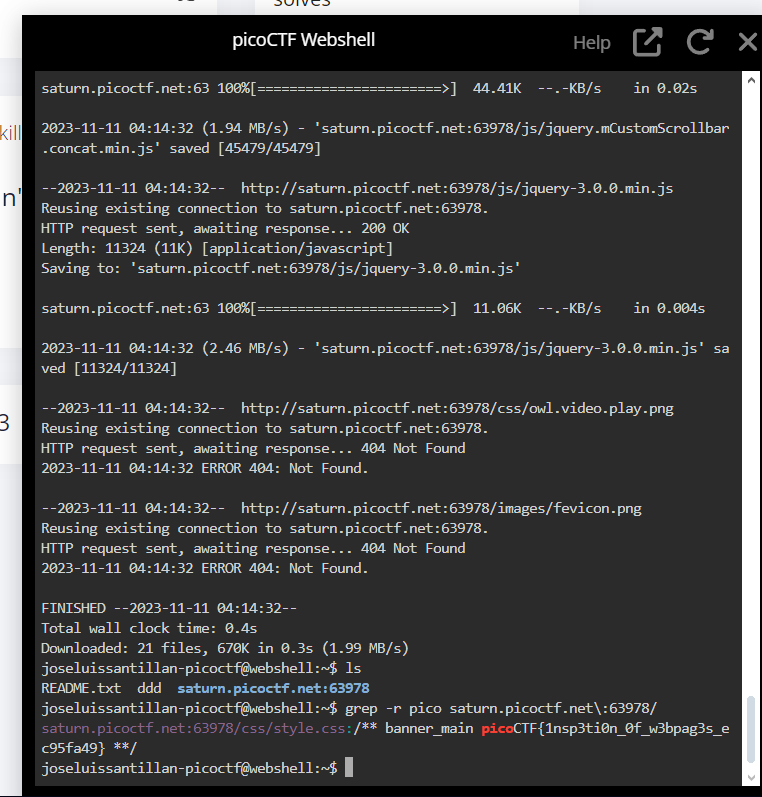 solves
picoCTF Webshell
Help
kill
n'
3
saturn.picoctf.net:63 100%[=======================>]  44.41K  --.-KB/s    in 0.02s
2023-11-11 04:14:32 (1.94 MB/s) - 'saturn.picoctf.net:63978/js/jquery.mCustomScrollbar
.concat.min.js' saved [45479/45479]
--2023-11-11 04:14:32--  http://saturn.picoctf.net:63978/js/jquery-3.0.0.min.js
Reusing existing connection to saturn.picoctf.net:63978.
HTTP request sent, awaiting response... 200 OK
Length: 11324 (11K) [application/javascript]
Saving to: 'saturn.picoctf.net:63978/js/jquery-3.0.0.min.js'
saturn.picoctf.net:63 100%[=======================>]  11.06K  --.-KB/s    in 0.004s
2023-11-11 04:14:32 (2.46 MB/s) - 'saturn.picoctf.net:63978/js/jquery-3.0.0.min.js' sa
ved [11324/11324]
--2023-11-11 04:14:32--  http://saturn.picoctf.net:63978/css/owl.video.play.png
Reusing existing connection to saturn.picoctf.net:63978.
HTTP request sent, awaiting response... 404 Not Found
2023-11-11 04:14:32 ERROR 404: Not Found.
--2023-11-11 04:14:32--  http://saturn.picoctf.net:63978/images/fevicon.png
Reusing existing connection to saturn.picoctf.net:63978.
HTTP request sent, awaiting response... 404 Not Found
2023-11-11 04:14:32 ERROR 404: Not Found.
FINISHED --2023-11-11 04:14:32--
Total wall clock time: 0.4s
Downloaded: 21 files, 670K in 0.3s (1.99 MB/s)
joseluissantillan-picoctf@webshell:~$ ls
README.txt  ddd  saturn.picoctf.net:63978
joseluissantillan-picoctf@webshell:~$ grep -r pico saturn.picoctf.net\:63978/
saturn.picoctf.net:63978/css/style.css:/** banner_main picoCTF{1nsp3ti0n_0f_w3bpag3s_e
c95fa49} **/
joseluissantillan-picoctf@webshell:~$